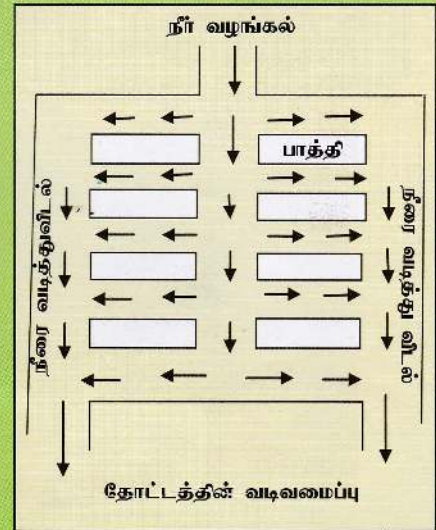 நீர் வழங்கல்
பாத்தி
நீரை வடித்துவிடல்
நீரை வடித்து விடல்
தோட்டத்தின் வடிவமைப்பு